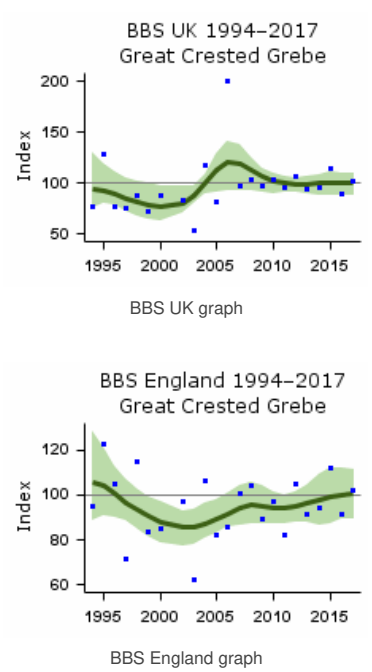 BBS UK 1994–2017
Great Crested Grebe
200
150
100
50
Index
1995 2000 2005 2010 2015
BBS UK graph
BBS England 1994–2017
Great Crested Grebe
120
100
80
60
Index
1995 2000 2005 2010 2015
BBS England graph